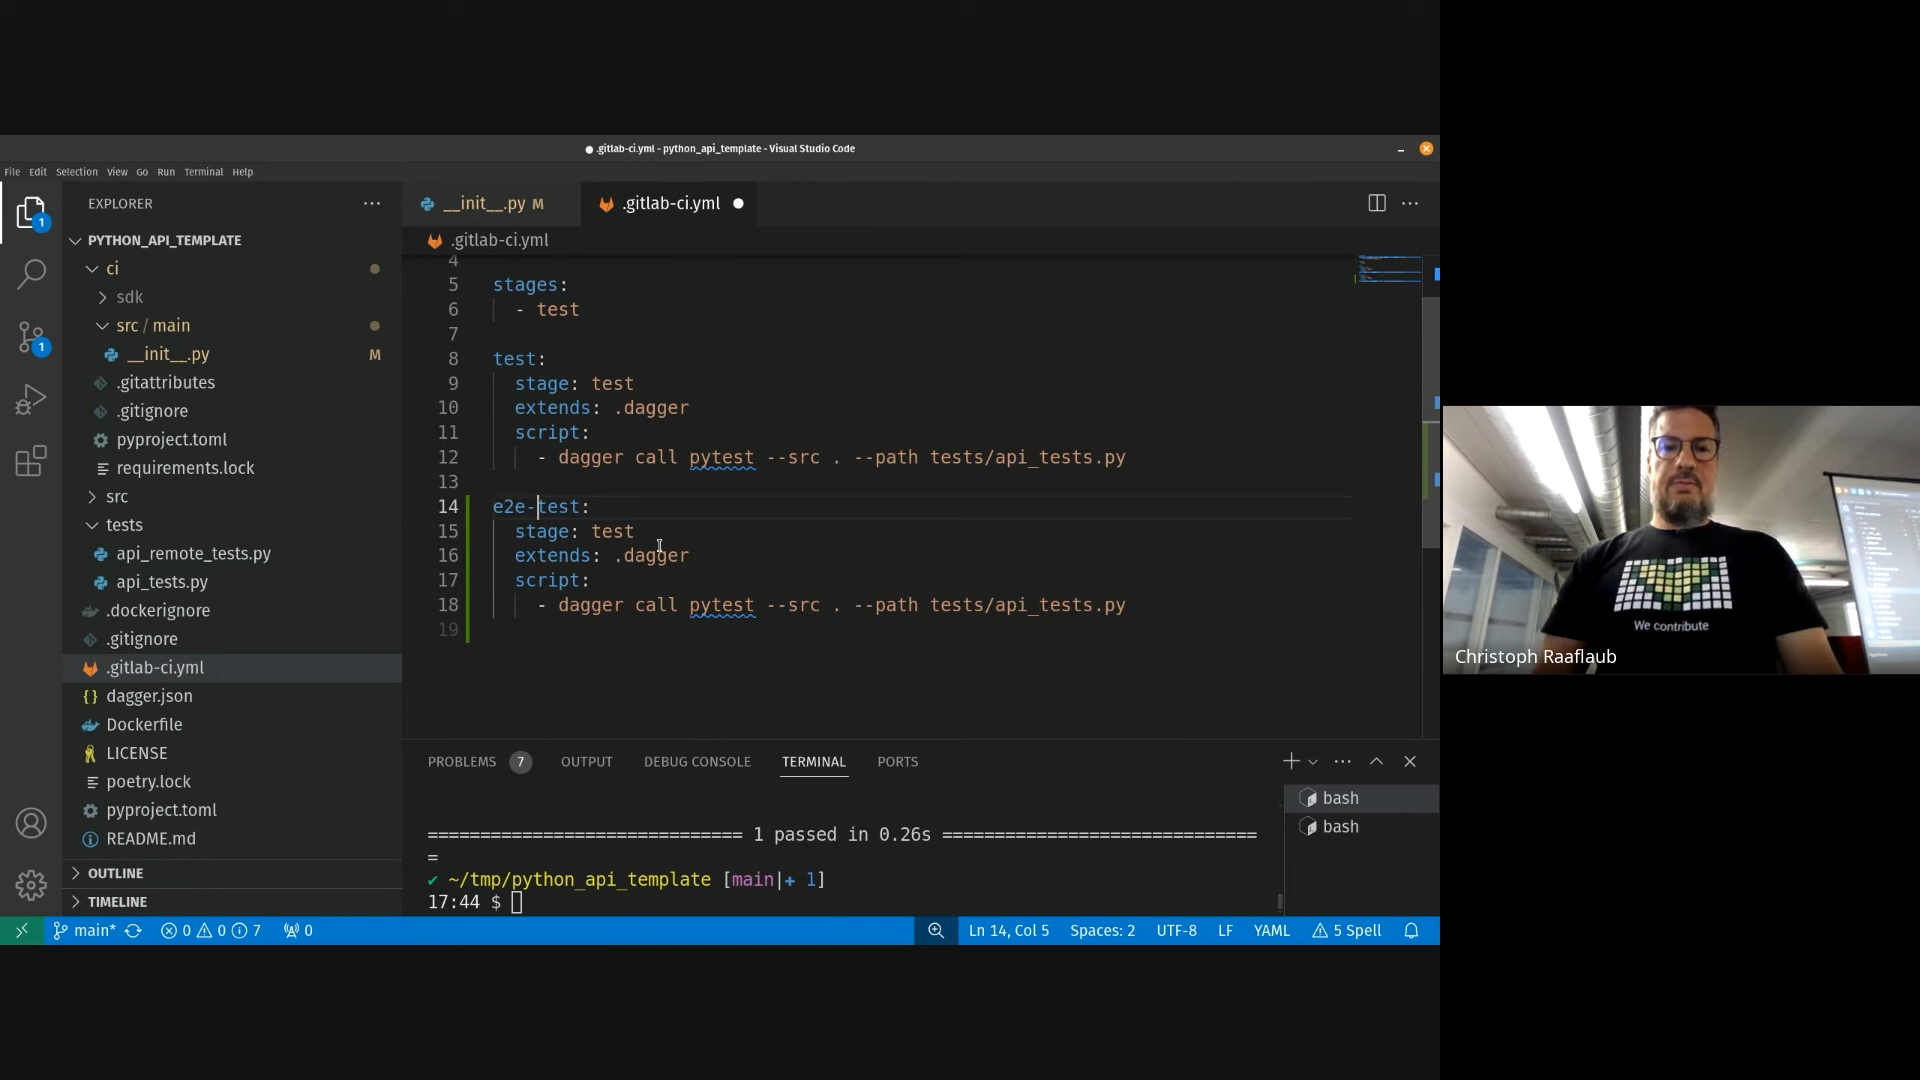 .gitlab-ci.yml - python_api_template - Visual Studio Code
File Edit Selection View Go Run Terminal Help
EXPLORER
PYTHON_API_TEMPLATE
ci
sdk
src / main
__init__.py M
.gitattributes
.gitignore
pyproject.toml
requirements.lock
src
tests
api_remote_tests.py
api_tests.py
.dockerignore
.gitignore
.gitlab-ci.yml
dagger.json
Dockerfile
LICENSE
poetry.lock
pyproject.toml
README.md
OUTLINE
TIMELINE
1
1
__init__.py M
.gitlab-ci.yml
.gitlab-ci.yml
4
5 stages:
6 - test
7
8 test:
9 stage: test
10 extends: .dagger
11 script:
12 - dagger call pytest --src . --path tests/api_tests.py
13
14 e2e-test:
15 stage: test
16 extends: .dagger
17 script:
18 - dagger call pytest --src . --path tests/api_tests.py
19
PROBLEMS 7 OUTPUT DEBUG CONSOLE TERMINAL PORTS
============================= 1 passed in 0.26s =============================
=
✔ ~/tmp/python_api_template [main|+ 1]
17:44 $
bash
bash
main* 0 0 7 0
Ln 14, Col 5 Spaces: 2 UTF-8 LF YAML 5 Spell
We contribute
Christoph Raaflaub